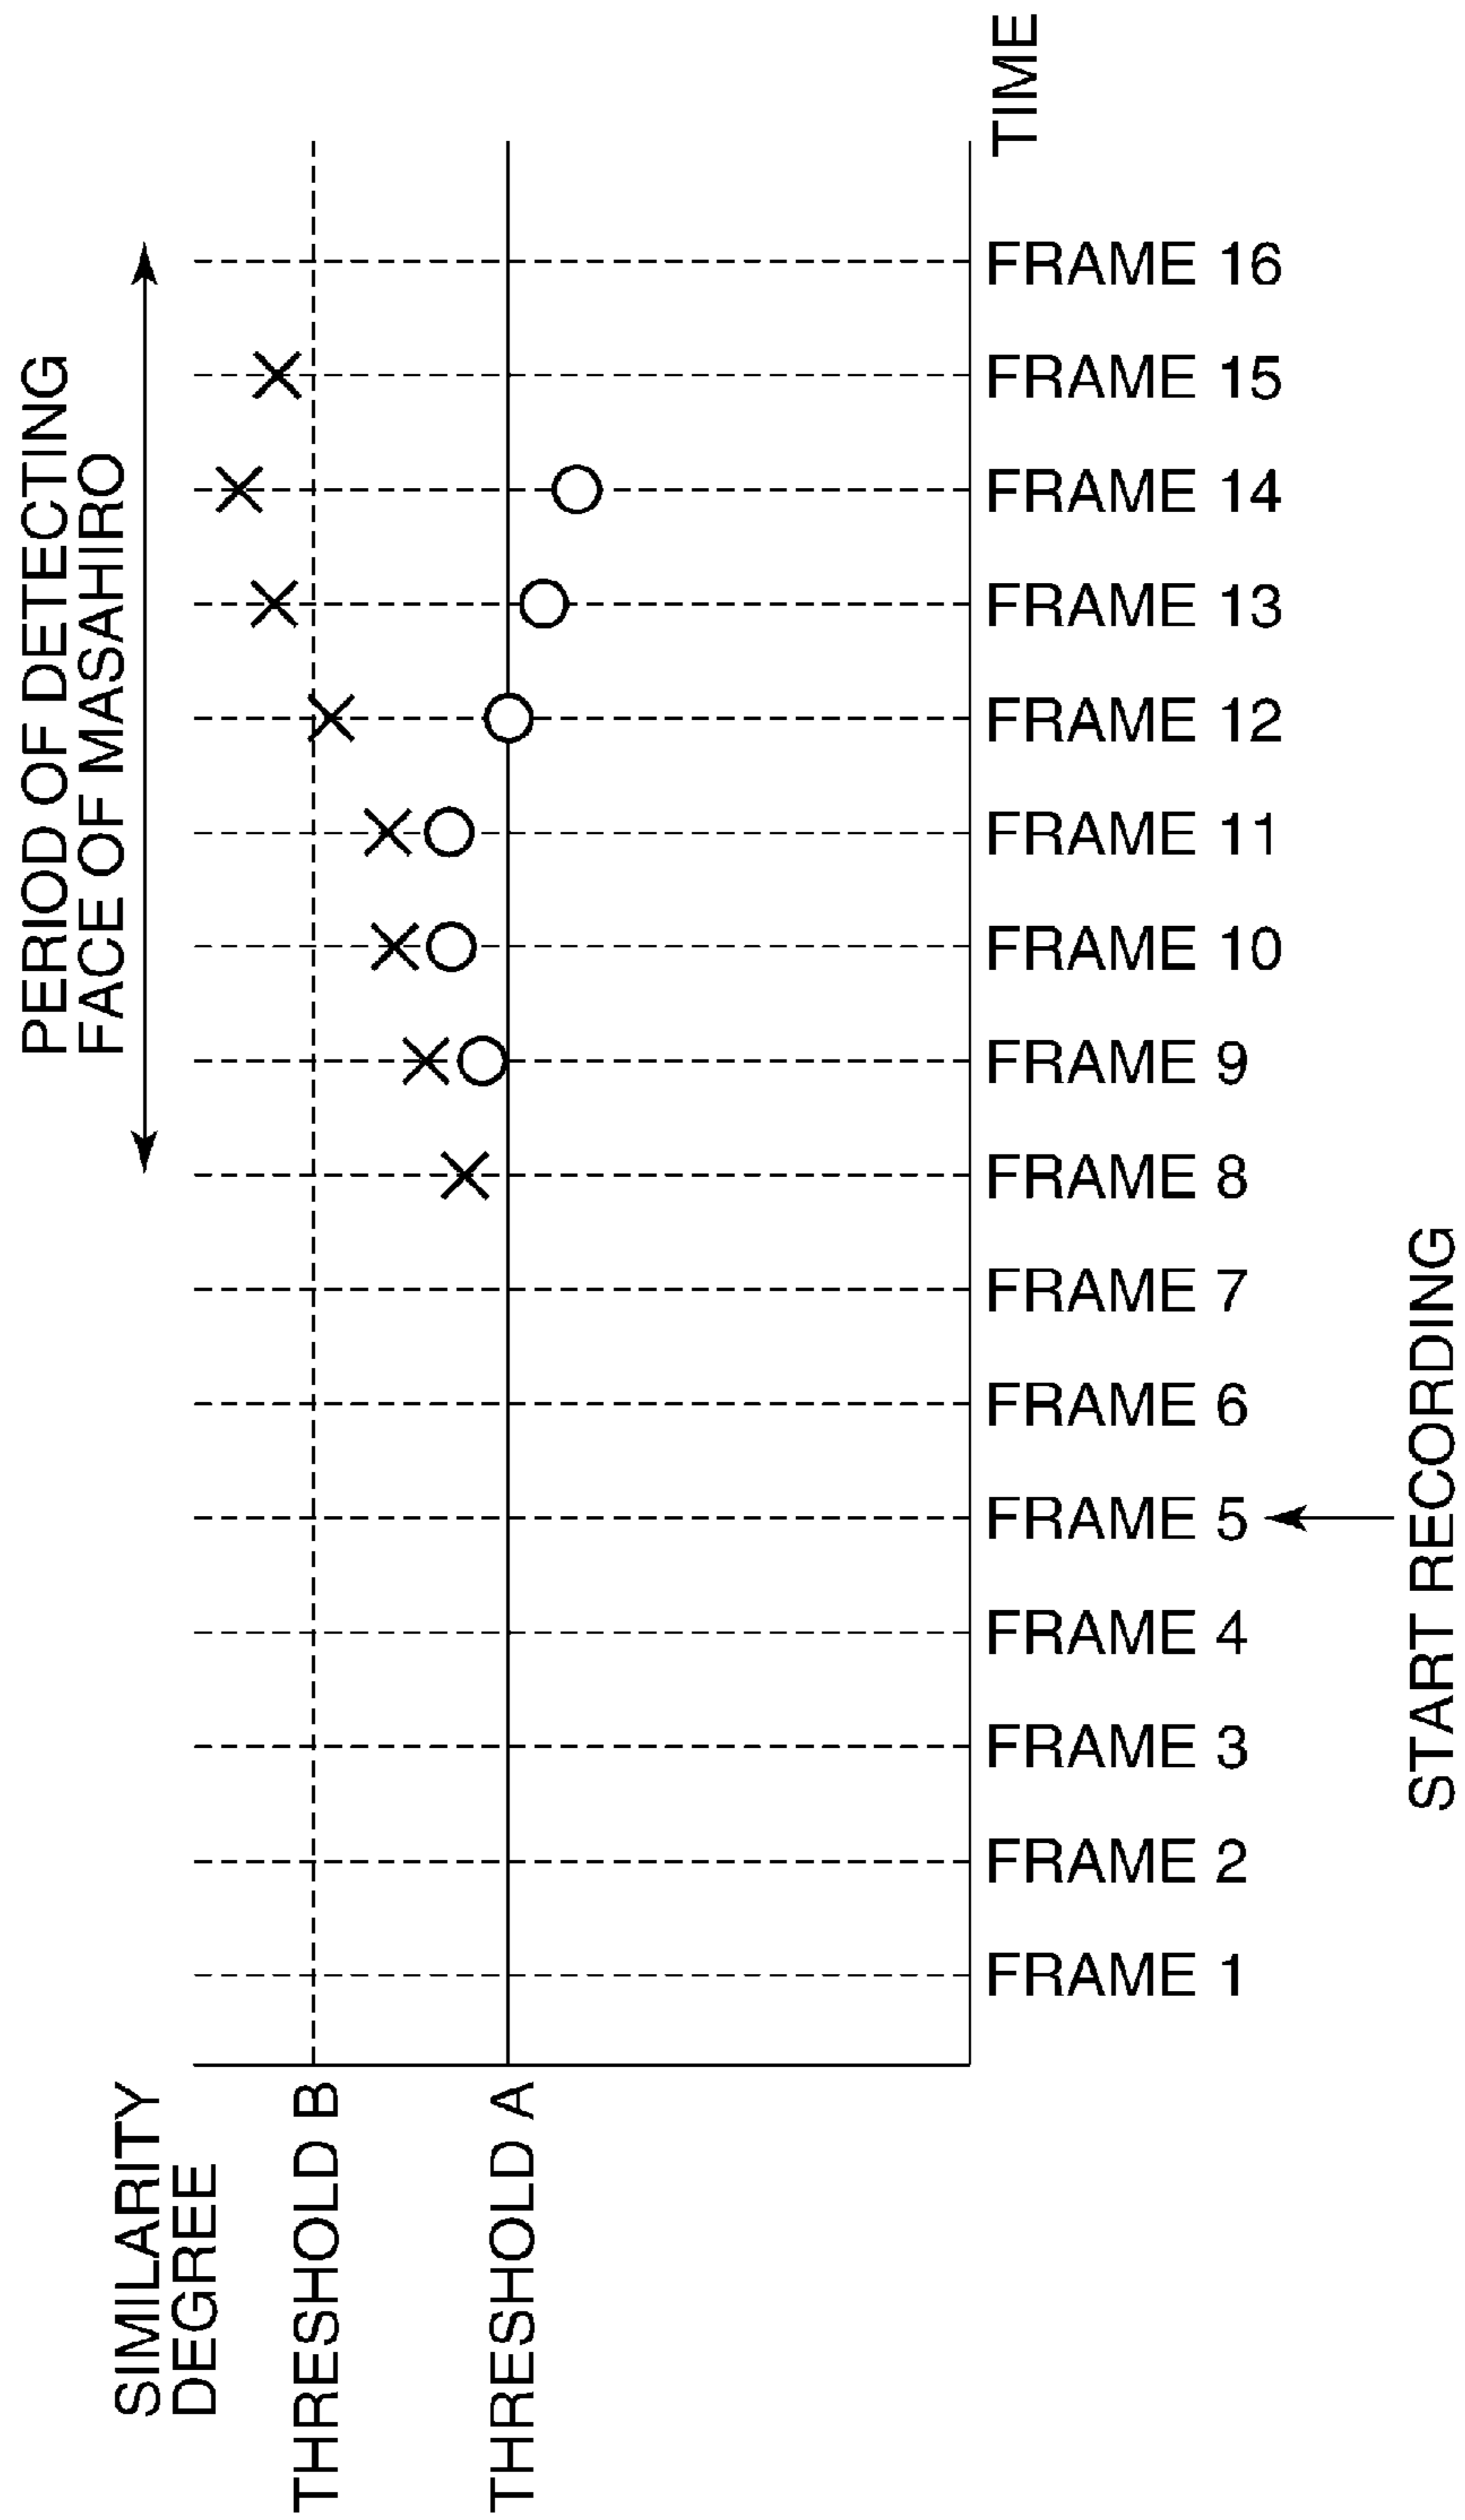 PERIOD OF DETECTING
FACE OF MASAHIRO
SIMILARITY
DEGREE
THRESHOLD B
THRESHOLD A
TIME
FRAME 16
FRAME 15
FRAME 14
FRAME 13
FRAME 12
FRAME 11
FRAME 10
FRAME 9
FRAME 8
FRAME 7
FRAME 6
FRAME 5
FRAME 4
FRAME 3
FRAME 2
FRAME 1
START RECORDING